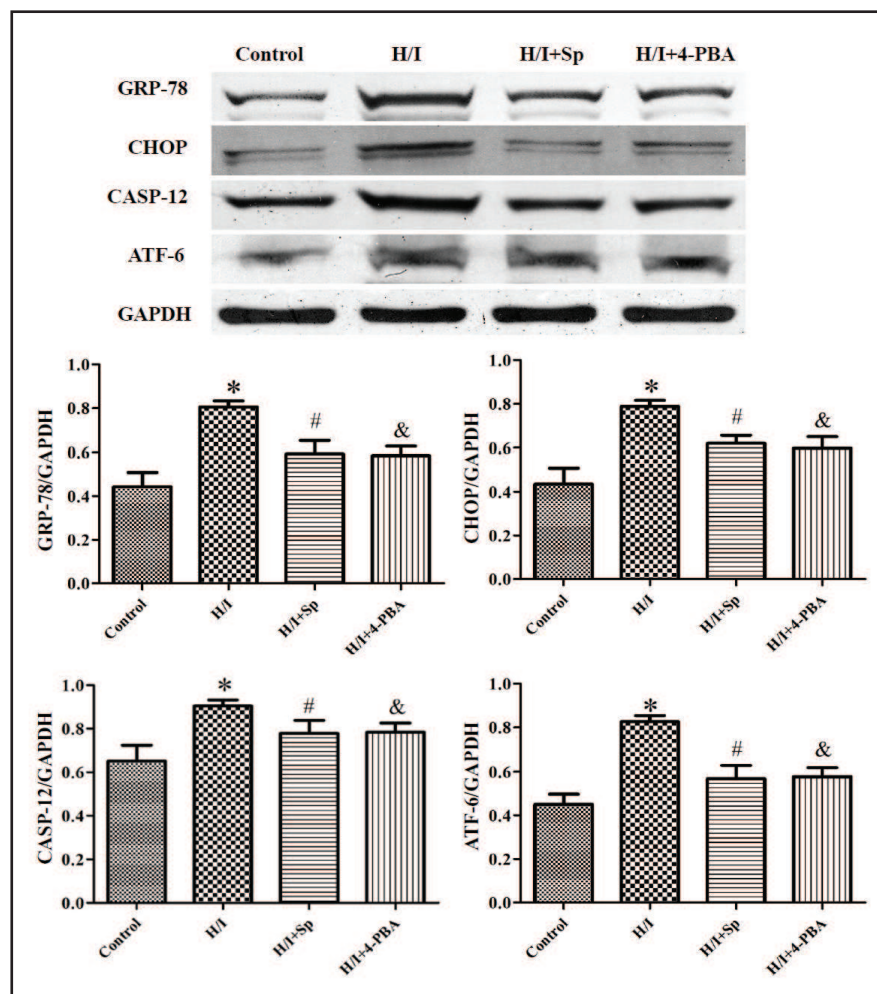 Control H/I H/I+Sp H/I+4-PBA
GRP-78
CHOP
CASP-12
ATF-6
GAPDH
GRP-78/GAPDH
1.0
0.8
0.6
0.4
0.2
0.0
*
#
&
Control H/I H/I+Sp H/I+4-PBA
CHOP/GAPDH
1.0
0.8
0.6
0.4
0.2
0.0
*
#
&
Control H/I H/I+Sp H/I+4-PBA
CASP-12/GAPDH
1.0
0.8
0.6
0.4
0.2
0.0
*
#
&
Control H/I H/I+Sp H/I+4-PBA
ATF-6/GAPDH
1.0
0.8
0.6
0.4
0.2
0.0
*
#
&
Control H/I H/I+Sp H/I+4-PBA